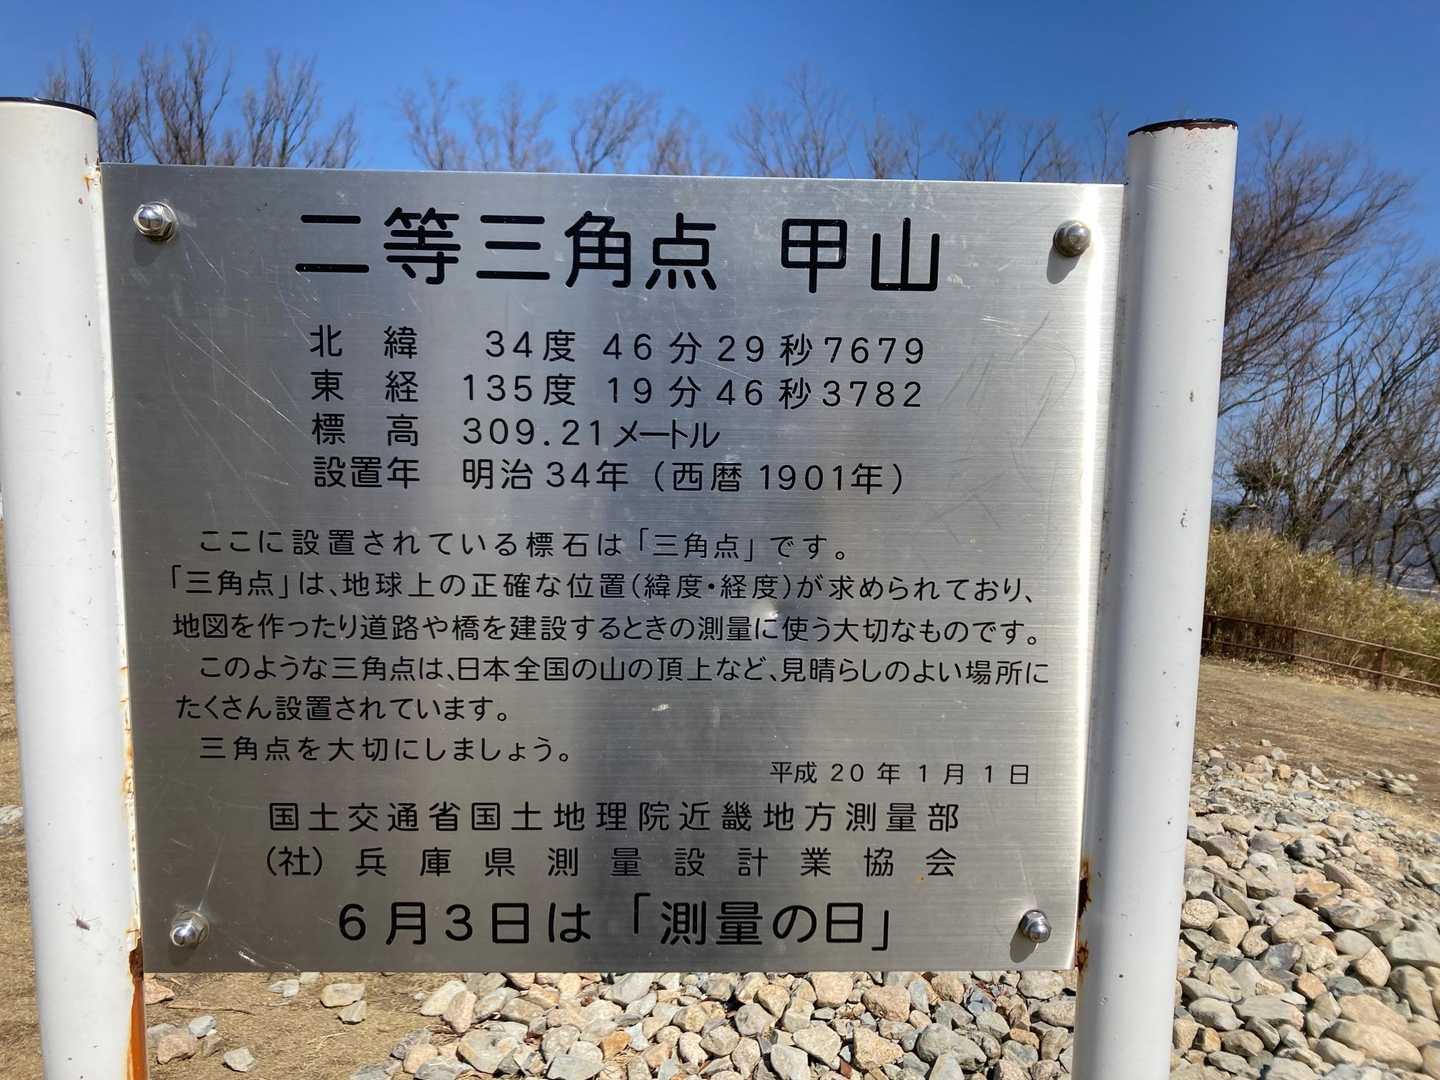 二等三角点 甲山
北緯 34度 46分29秒7679
東経 135度 19分46秒3782
標高 309.21メートル
設置年 明治34年（西暦1901年）
ここに設置されている標石は「三角点」です。
「三角点」は、地球上の正確な位置（緯度・経度）が求められており、
地図を作ったり道路や橋を建設するときの測量に使う大切なものです。
このような三角点は、日本全国の山の頂上など、見晴らしのよい場所に
たくさん設置されています。
三角点を大切にしましょう。
平成20年1月1日
国土交通省国土地理院近畿地方測量部
（社）兵庫県測量設計業協会
6月3日は「測量の日」